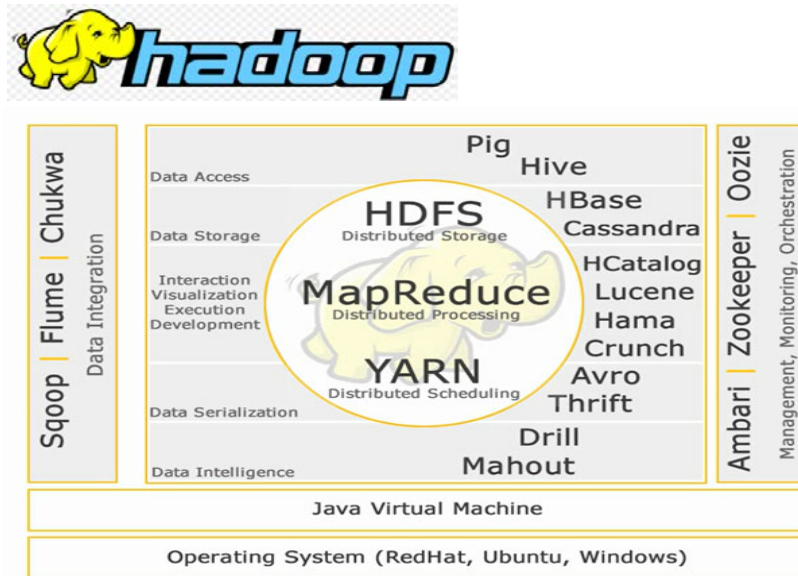 hadoop
Sqoop | Flume | Chukwa
Data Integration
Data Access
Pig
Hive
Data Storage
HBase
Cassandra
HDFS
Distributed Storage
Interaction
Visualization
Execution
Development
MapReduce
Distributed Processing
HCatalog
Lucene
Hama
Crunch
YARN
Distributed Scheduling
Data Serialization
Avro
Thrift
Data Intelligence
Drill
Mahout
Ambari | Zookeeper | Oozie
Management, Monitoring, Orchestration
Java Virtual Machine
Operating System (RedHat, Ubuntu, Windows)